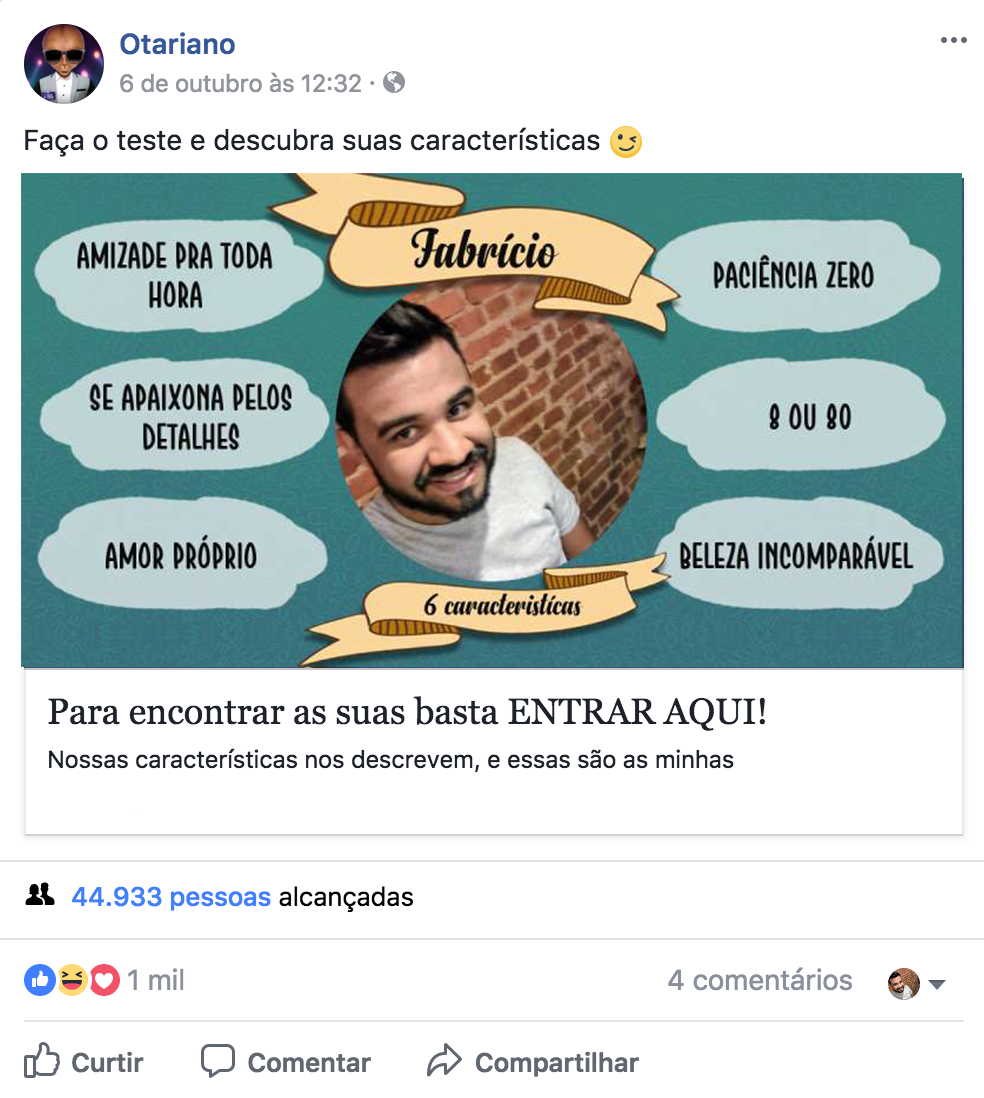 Otariano
6 de outubro às 12:32 ·
Faça o teste e descubra suas características
Fabrício
AMIZADE PRA TODA
HORA
SE APAIXONA PELOS
DETALHES
AMOR PRÓPRIO
PACIÊNCIA ZERO
8 OU 80
BELEZA INCOMPARÁVEL
6 caracteristícas
Para encontrar as suas basta ENTRAR AQUI!
Nossas características nos descrevem, e essas são as minhas
44.933 pessoas alcançadas
1 mil
4 comentários
Curtir
Comentar
Compartilhar